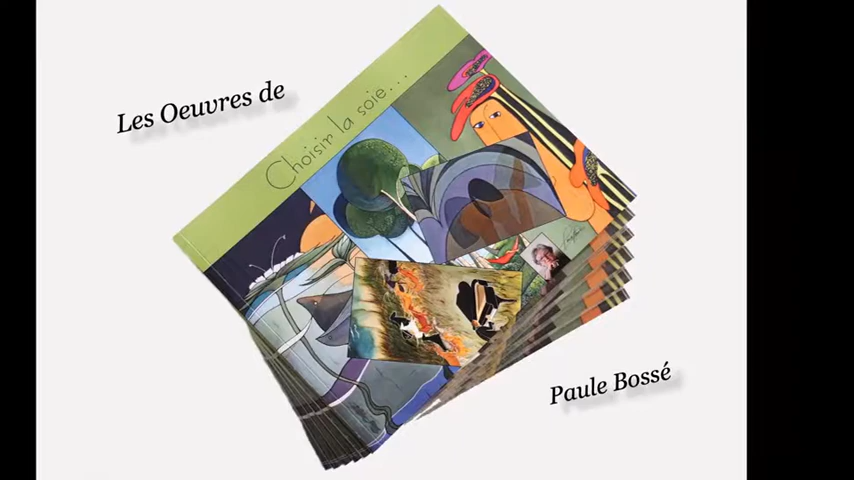 Les Oeuvres de
Choisir la soie....
Paule Bossé